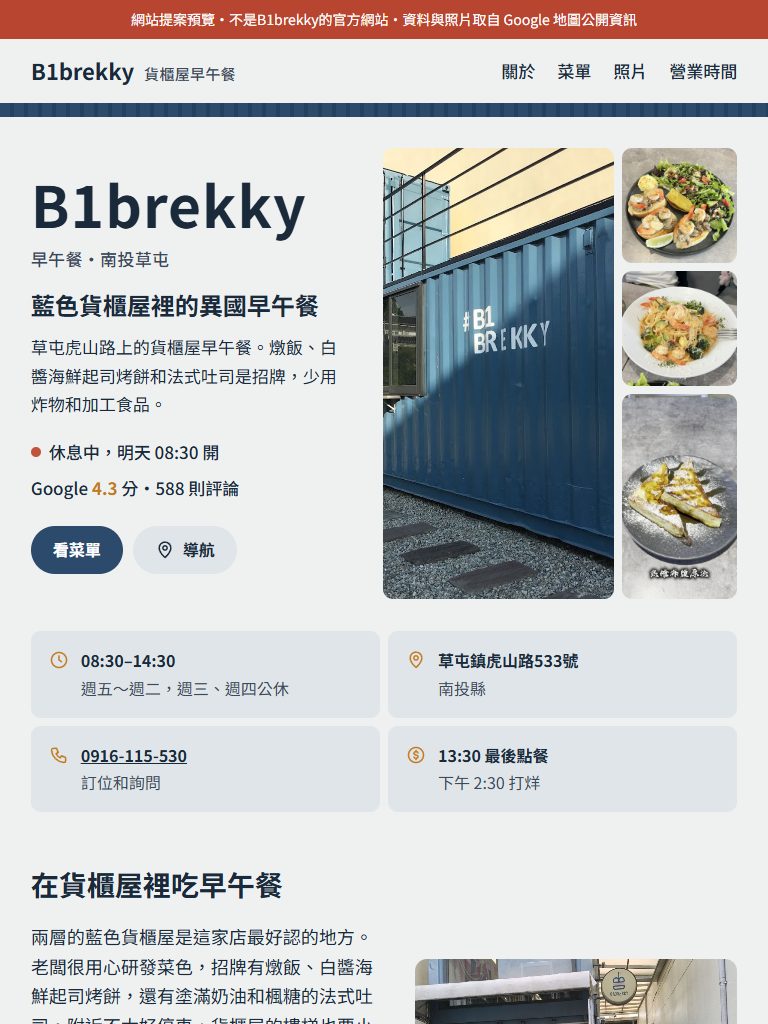 網站提案預覽・不是B1brekky的官方網站・資料與照片取自 Google 地圖公開資訊
B1brekky 貨櫃屋早午餐
關於 菜單 照片 營業時間
B1brekky
早午餐・南投草屯
藍色貨櫃屋裡的異國早午餐
草屯虎山路上的貨櫃屋早午餐。燉飯、白
醬海鮮起司烤餅和法式吐司是招牌，少用
炸物和加工食品。
休息中，明天 08:30 開
Google 4.3 分・588 則評論
看菜單 導航
#B1
BREKKY
08:30–14:30
週五～週二，週三、週四公休
草屯鎮虎山路533號
南投縣
0916-115-530
訂位和詢問
13:30 最後點餐
下午 2:30 打烊
在貨櫃屋裡吃早午餐
兩層的藍色貨櫃屋是這家店最好認的地方。
老闆很用心研發菜色，招牌有燉飯、白醬海
鮮起司烤餅，還有塗滿奶油和楓糖的法式吐